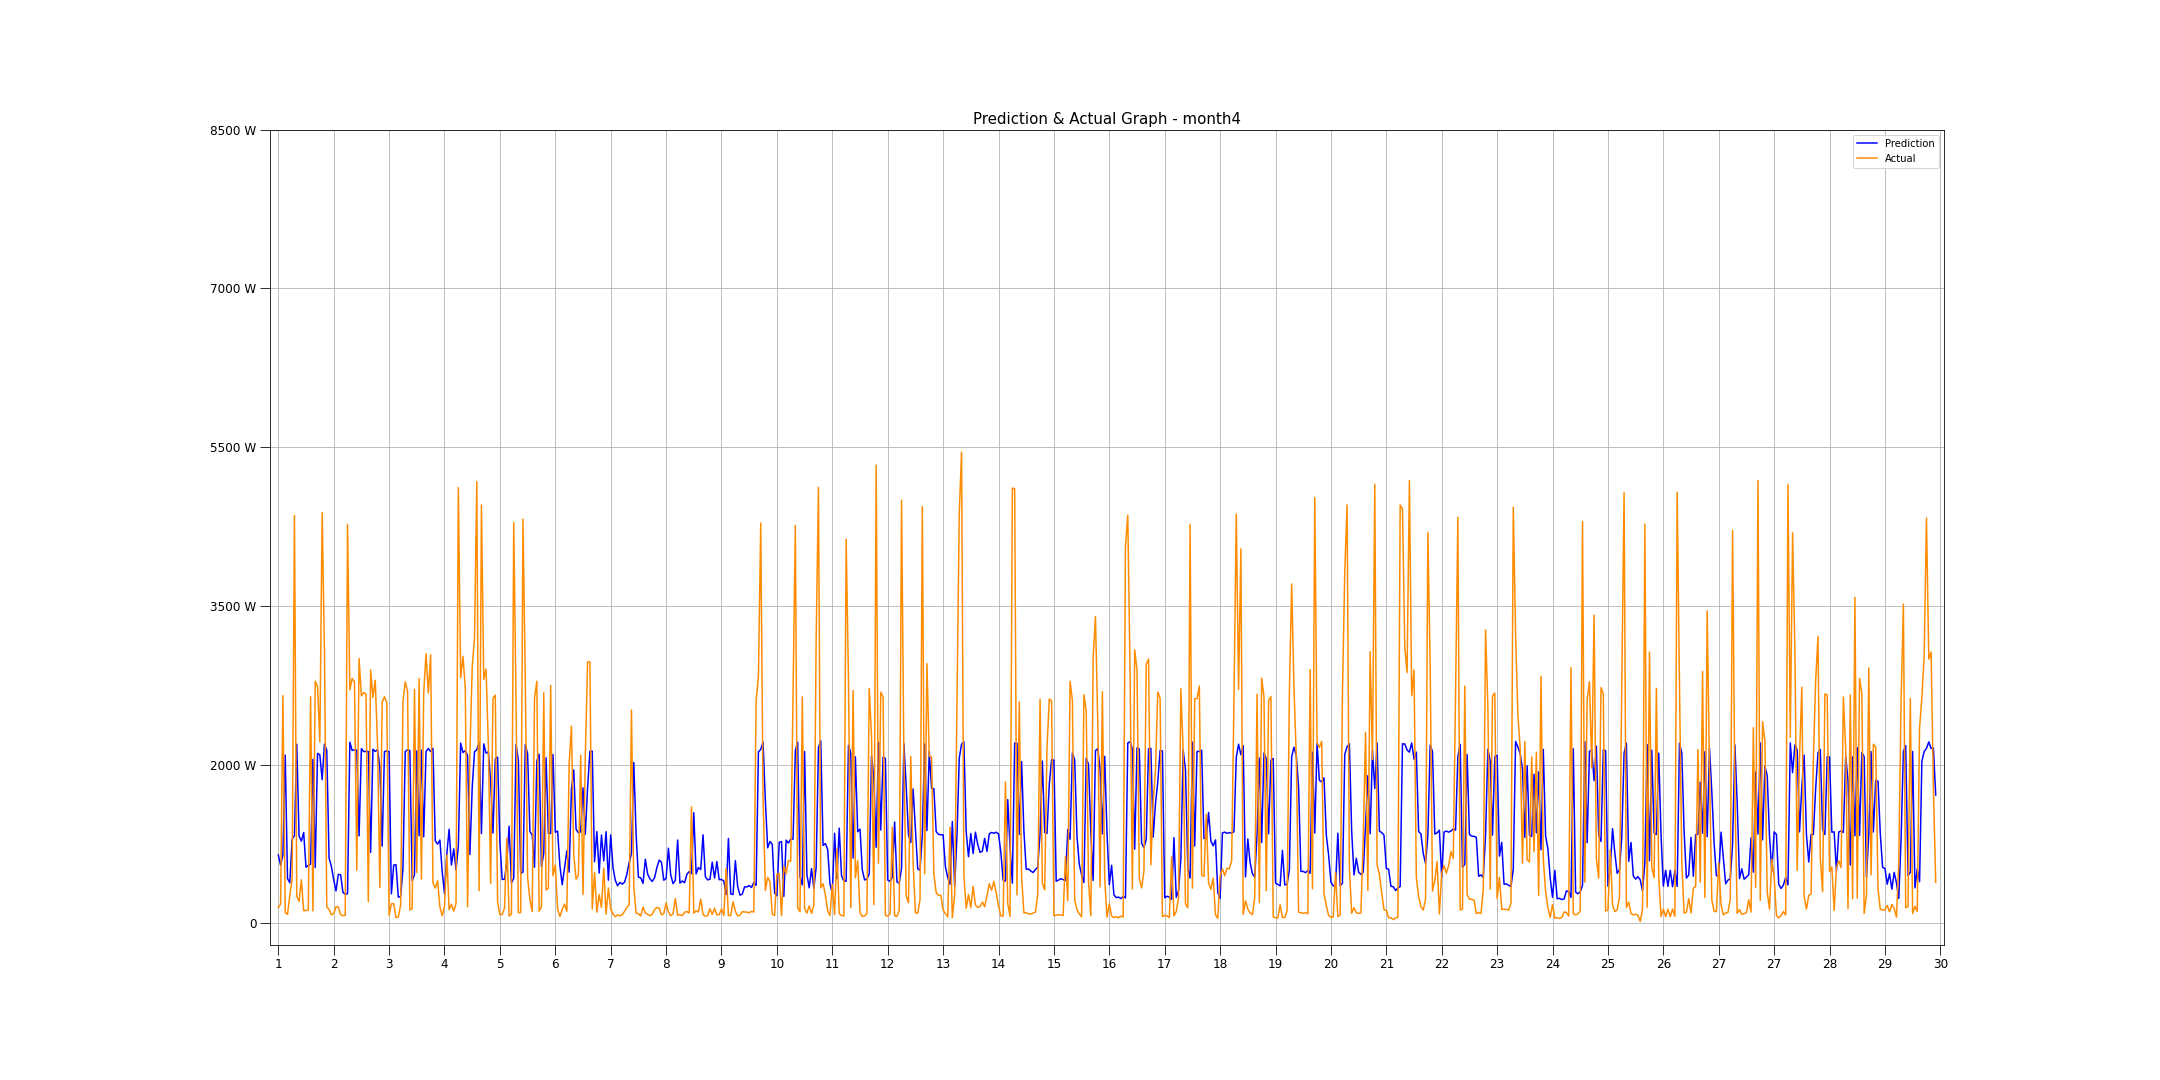 Prediction & Actual Graph - month4
8500 W
7000 W
5500 W
3500 W
2000 W
0
Prediction
Actual
1 2 3 4 5 6 7 8 9 10 11 12 13 14 15 16 17 18 19 20 21 22 23 24 25 26 27 27 28 29 30